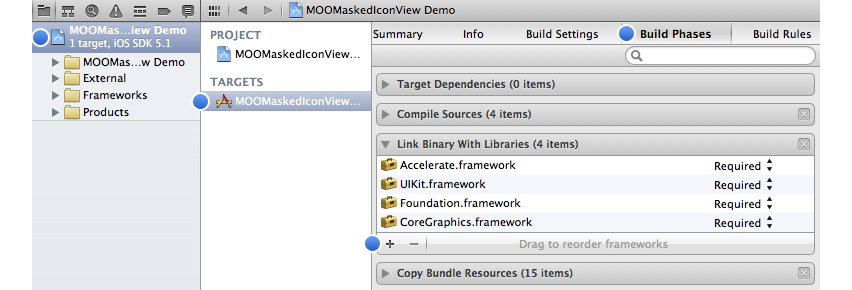 MOOMaskedIconView Demo
MOOMas...iew Demo
1 target, iOS SDK 5.1
MOOMas...w Demo
External
Frameworks
Products
PROJECT
MOOMaskedIconView...
TARGETS
MOOMaskedIconView...
Summary Info Build Settings Build Phases Build Rules
Target Dependencies (0 items)
Compile Sources (4 items)
Link Binary With Libraries (4 items)
Accelerate.framework Required
UIKit.framework Required
Foundation.framework Required
CoreGraphics.framework Required
+ − Drag to reorder frameworks
Copy Bundle Resources (15 items)